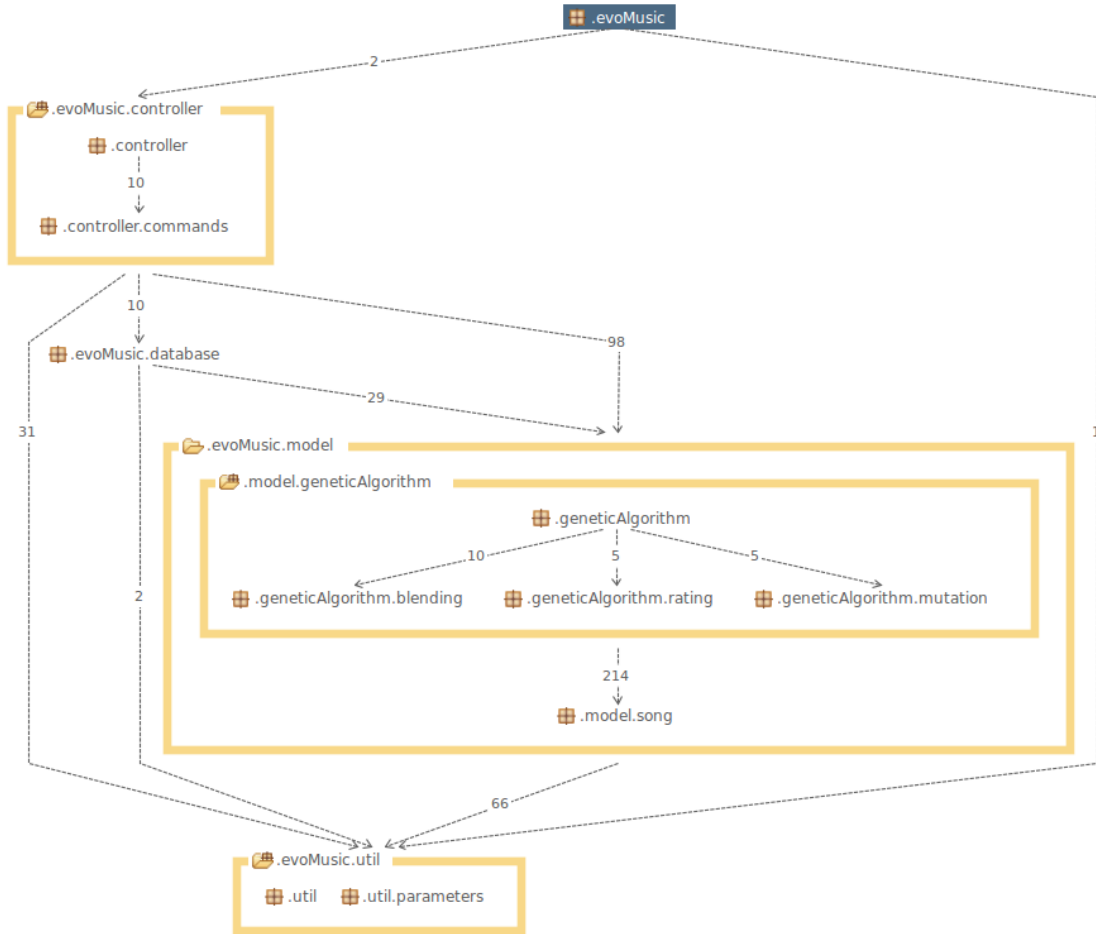 .evoMusic
2
.evoMusic.controller
.controller
10
.controller.commands
10
98
.evoMusic.database
29
31
1
.evoMusic.model
.model.geneticAlgorithm
.geneticAlgorithm
10
5
5
.geneticAlgorithm.blending
.geneticAlgorithm.rating
.geneticAlgorithm.mutation
2
214
.model.song
66
.evoMusic.util
.util
.util.parameters